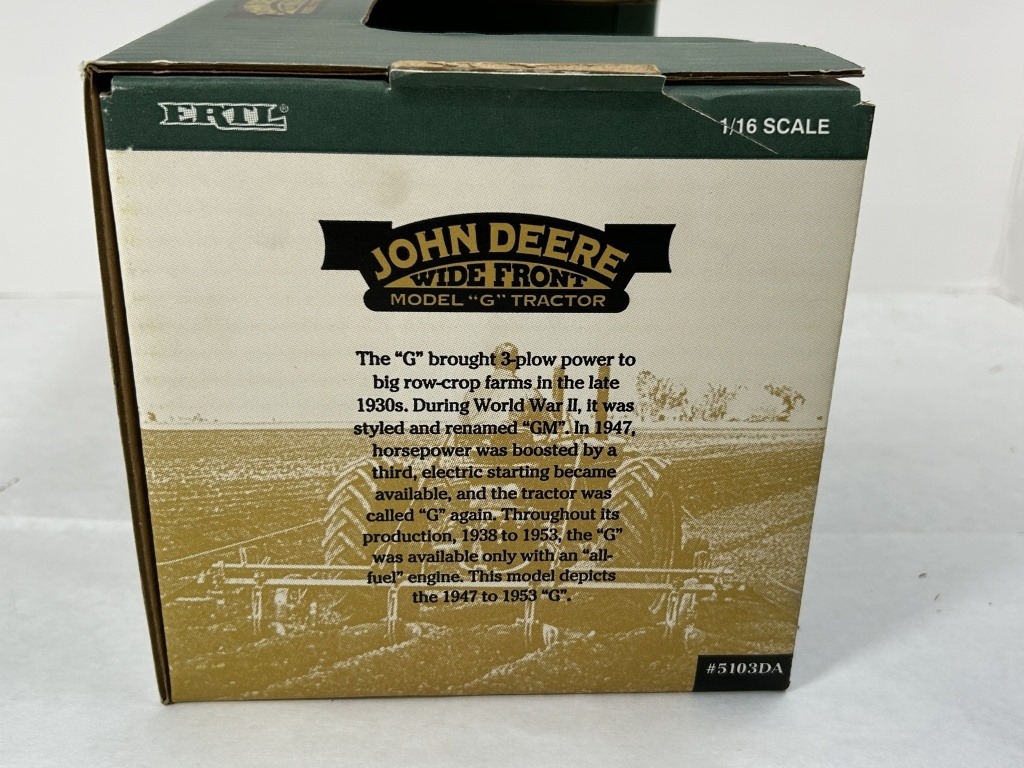 ERTL®
1/16 SCALE
JOHN DEERE
WIDE FRONT
MODEL "G" TRACTOR
The "G" brought 3-plow power to
big row-crop farms in the late
1930s. During World War II, it was
styled and renamed "GM". In 1947,
horsepower was boosted by a
third, electric starting became
available, and the tractor was
called "G" again. Throughout its
production, 1938 to 1953, the "G"
was available only with an "all-
fuel" engine. This model depicts
the 1947 to 1953 "G".
#5103DA